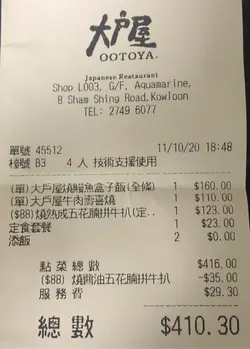 大戶屋
OOTOYA
Japanese Restaurant
Shop L003, G/F, Aquamarine,
8 Sham Shing Road,Kowloon
TEL: 2749 6077
單號 45512 11/10/20 18:48
檯號 B3 4 人 技術支援使用
(單)大戶屋燒鰻魚盒子飯(全條) 1 $160.00
(單)大戶屋牛肉壽喜燒 1 $110.00
($88)燒熟成五花腩拼牛扒(定.. 1 $123.00
定食套餐 1 $23.00
添飯 2 $0.00
點菜總數 $416.00
($88)燒豉油五花腩拼牛扒 -$35.00
服務費 $29.30
總數 $410.30